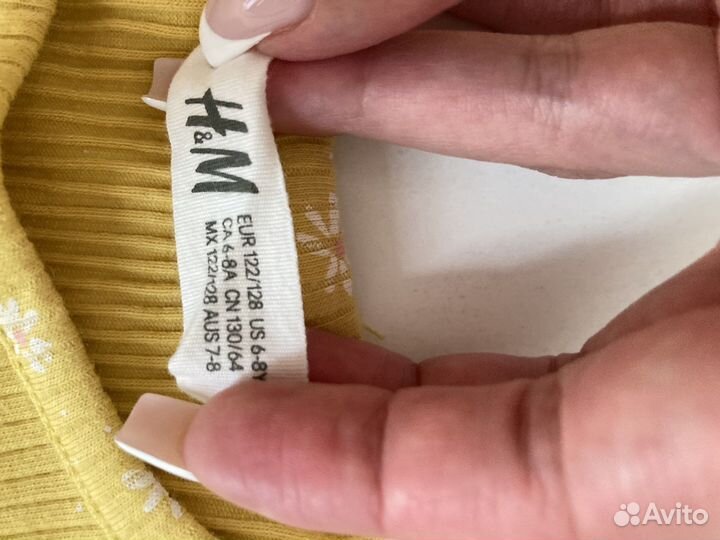 H&M
EUR 122/128 US 6-8Y
CA 6-8A CN 130/64
MX 122/128 AUS 7-8
Avito